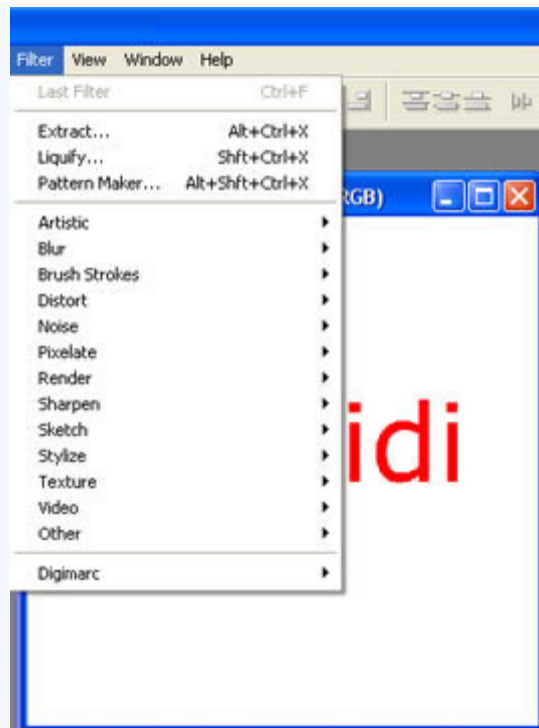 Filter View Window Help
Last Filter Ctrl+F
Extract... Alt+Ctrl+X
Liquify... Shft+Ctrl+X
Pattern Maker... Alt+Shft+Ctrl+X
RGB)
Artistic
Blur
Brush Strokes
Distort
Noise
Pixelate
Render
Sharpen
Sketch
Stylize
Texture
Video
Other
Digimarc
idi